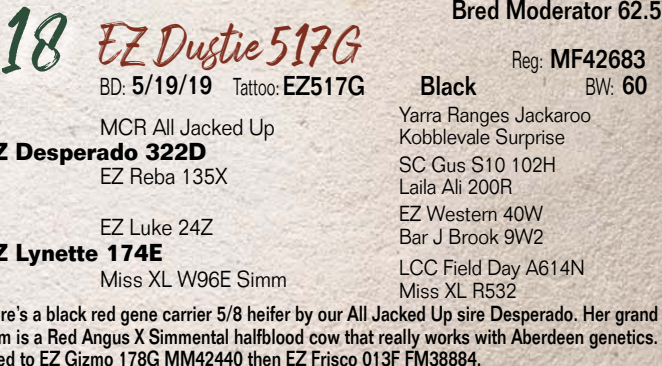 Bred Moderator 62.5
18 EZ Dustie 517G
Reg: MF42683
BD: 5/19/19 Tattoo: EZ517G Black BW: 60
MCR All Jacked Up
Yarra Ranges Jackaroo
Kobblevale Surprise
Z Desperado 322D
EZ Reba 135X
SC Gus S10 102H
Laila Ali 200R
EZ Luke 24Z
EZ Western 40W
Bar J Brook 9W2
Z Lynette 174E
Miss XL W96E Simm
LCC Field Day A614N
Miss XL R532
re's a black red gene carrier 5/8 heifer by our All Jacked Up sire Desperado. Her grand
m is a Red Angus X Simmental halfblood cow that really works with Aberdeen genetics.
ed to EZ Gizmo 178G MM42440 then EZ Frisco 013F FM38884.